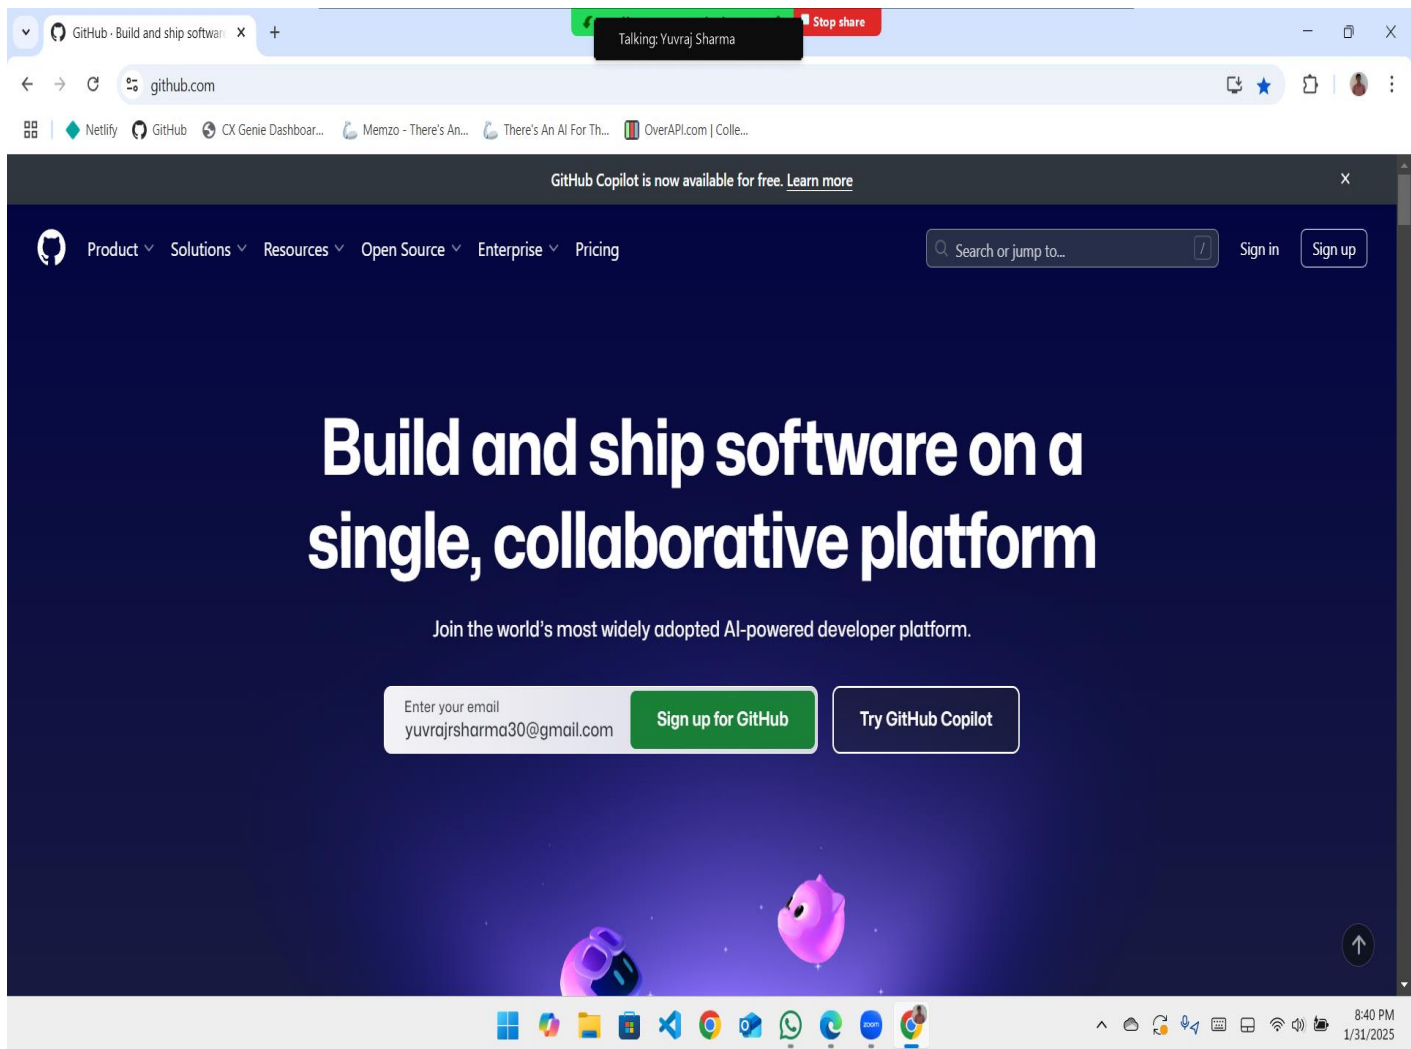 GitHub · Build and ship softwar
Stop share
Talking: Yuvraj Sharma
github.com
Netlify GitHub CX Genie Dashboar... Memzo - There's An... There's An AI For Th... OverAPI.com | Colle...
GitHub Copilot is now available for free. Learn more
Product Solutions Resources Open Source Enterprise Pricing Search or jump to... / Sign in Sign up
Build and ship software on a
single, collaborative platform
Join the world's most widely adopted AI-powered developer platform.
Enter your email
yuvrajrsharma30@gmail.com
Sign up for GitHub
Try GitHub Copilot
zoom
8:40 PM
1/31/2025